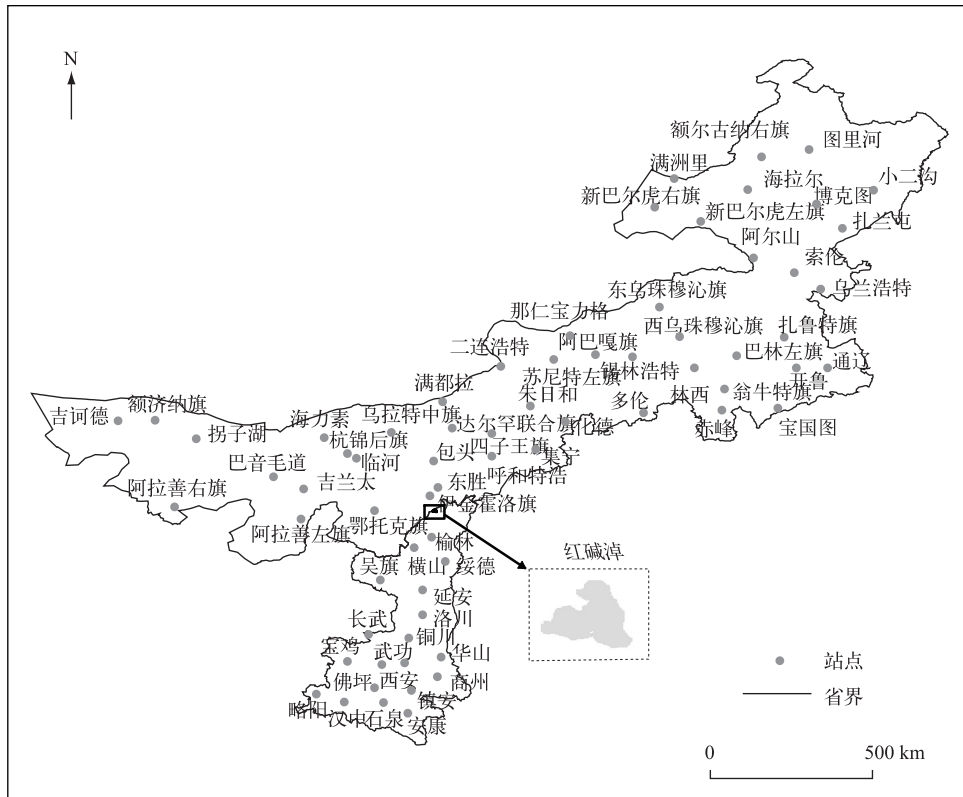 N
额尔古纳右旗
图里河
满洲里
海拉尔
小二沟
新巴尔虎右旗
博克图
新巴尔虎左旗
扎兰屯
阿尔山
索伦
乌兰浩特
东乌珠穆沁旗
那仁宝力格
西乌珠穆沁旗
扎鲁特旗
二连浩特
阿巴嘎旗
巴林左旗
通辽
锡林浩特
苏尼特左旗
开鲁
满都拉
朱日和
多伦
林西
翁牛特旗
吉诃德
额济纳旗
海力素
乌拉特中旗
达尔罕联合旗
化德
赤峰
宝国图
拐子湖
杭锦后旗
四子王旗
集宁
巴音毛道
临河
包头
呼和特浩
阿拉善右旗
吉兰太
东胜
伊金霍洛旗
阿拉善左旗
鄂托克旗
榆林
红碱淖
吴旗
横山
绥德
延安
长武
洛川
宝鸡
武功
铜川
华山
佛坪
西安
商州
略阳
汉中
石泉
镇安
安康
站点
省界
0
500 km